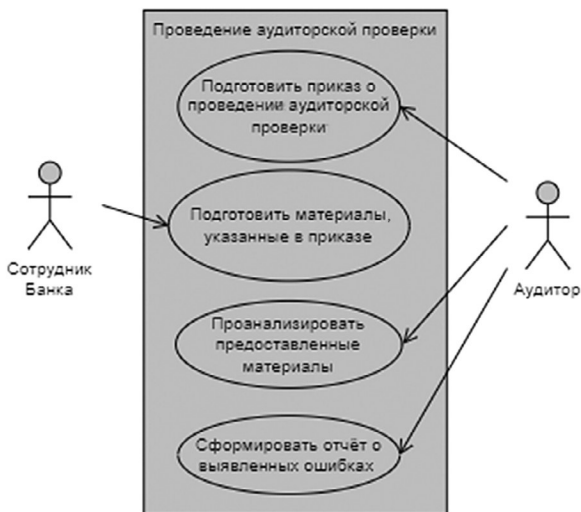 Проведение аудиторской проверки
Подготовить приказ о
проведении аудиторской
проверки
Подготовить материалы,
указанные в приказе
Сотрудник
Банка
Аудитор
Проанализировать
предоставленные
материалы
Сформировать отчёт о
выявленных ошибках